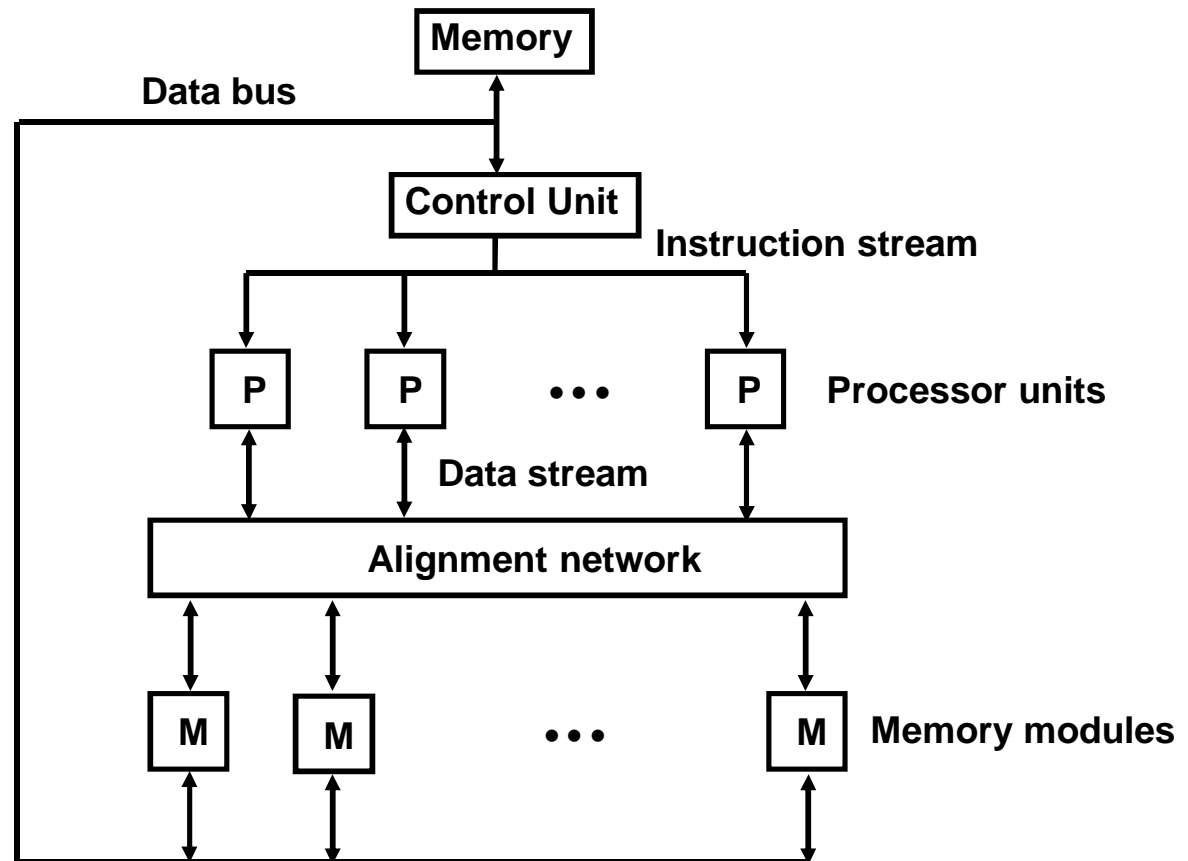 Memory
Data bus
Control Unit
Instruction stream
P P ••• P Processor units
Data stream
Alignment network
M M ••• M Memory modules